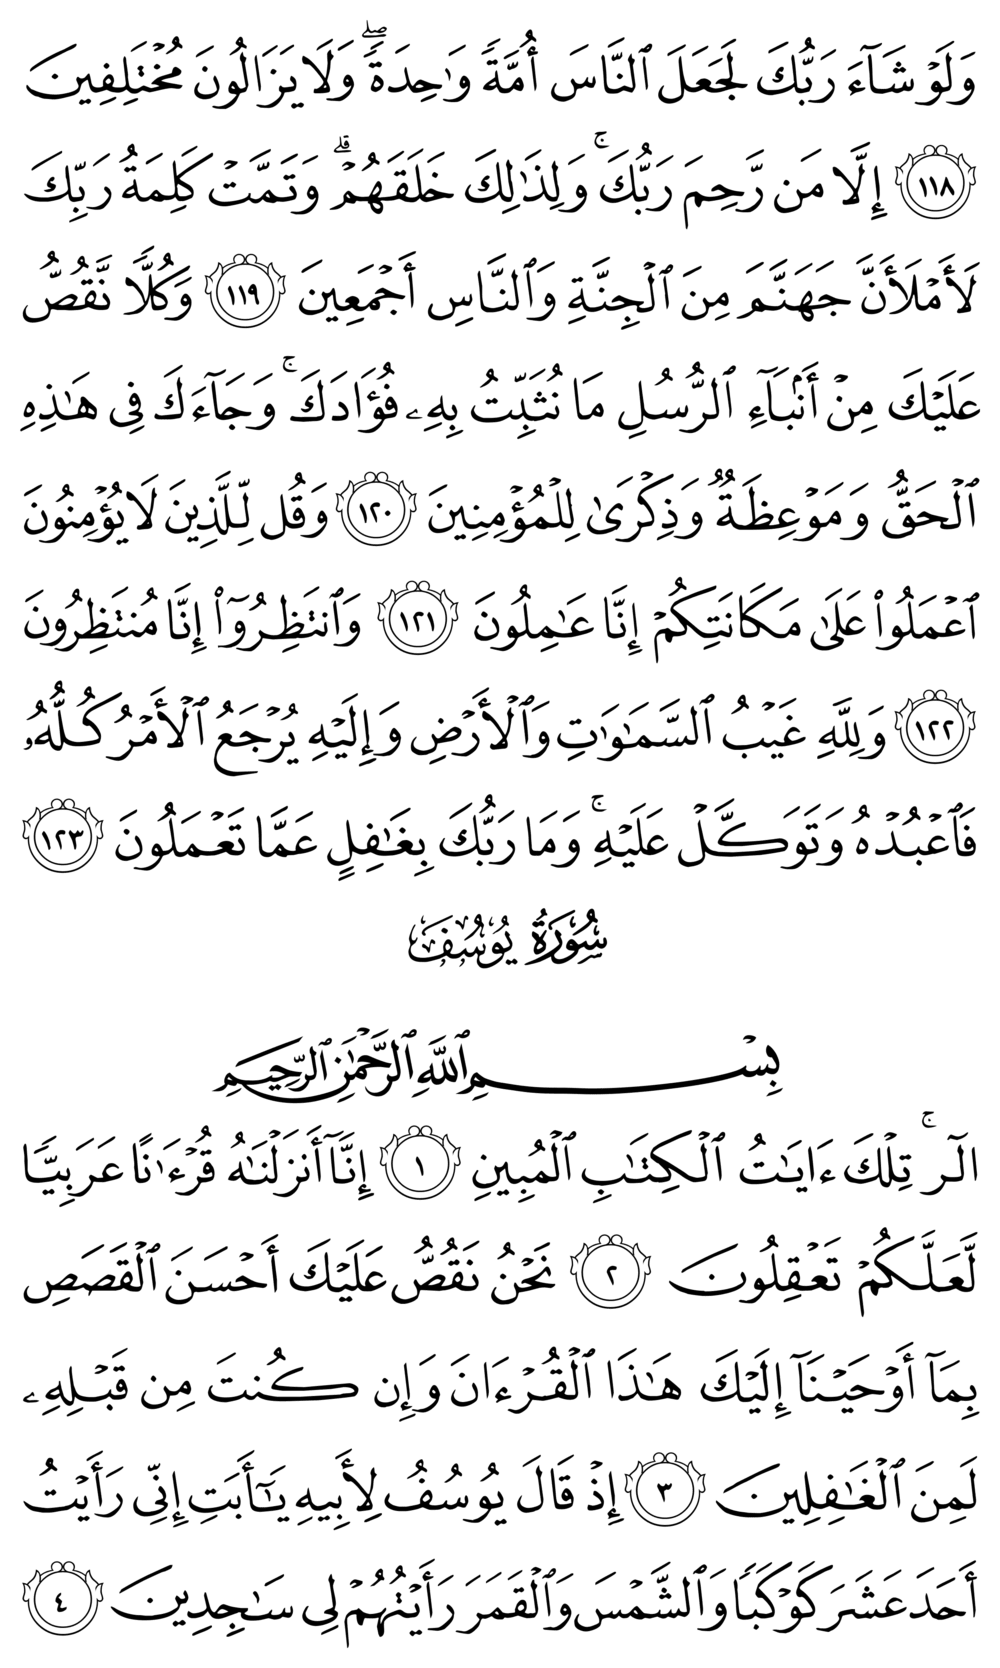 وَلَوۡ شَآءَ رَبُّكَ لَجَعَلَ ٱلنَّاسَ أُمَّةٗ وَٰحِدَةٗۖ وَلَا يَزَالُونَ مُخۡتَلِفِينَ
١١٨ إِلَّا مَن رَّحِمَ رَبُّكَۚ وَلِذَٰلِكَ خَلَقَهُمۡۗ وَتَمَّتۡ كَلِمَةُ رَبِّكَ
لَأَمۡلَأَنَّ جَهَنَّمَ مِنَ ٱلۡجِنَّةِ وَٱلنَّاسِ أَجۡمَعِينَ ١١٩ وَكُلّٗا نَّقُصُّ
عَلَيۡكَ مِنۡ أَنۢبَآءِ ٱلرُّسُلِ مَا نُثَبِّتُ بِهِۦ فُؤَادَكَۚ وَجَآءَكَ فِي هَٰذِهِ
ٱلۡحَقُّ وَمَوۡعِظَةٞ وَذِكۡرَىٰ لِلۡمُؤۡمِنِينَ ١٢٠ وَقُل لِّلَّذِينَ لَا يُؤۡمِنُونَ
ٱعۡمَلُواْ عَلَىٰ مَكَانَتِكُمۡ إِنَّا عَٰمِلُونَ ١٢١ وَٱنتَظِرُوٓاْ إِنَّا مُنتَظِرُونَ
١٢٢ وَلِلَّهِ غَيۡبُ ٱلسَّمَٰوَٰتِ وَٱلۡأَرۡضِ وَإِلَيۡهِ يُرۡجَعُ ٱلۡأَمۡرُ كُلُّهُۥ
فَٱعۡبُدۡهُ وَتَوَكَّلۡ عَلَيۡهِۚ وَمَا رَبُّكَ بِغَٰفِلٍ عَمَّا تَعۡمَلُونَ ١٢٣
سُورَةُ يُوسُفَ
بِسۡمِ ٱللَّهِ ٱلرَّحۡمَٰنِ ٱلرَّحِيمِ
الٓرۚ تِلۡكَ ءَايَٰتُ ٱلۡكِتَٰبِ ٱلۡمُبِينِ ١ إِنَّآ أَنزَلۡنَٰهُ قُرۡءَٰنًا عَرَبِيّٗا
لَّعَلَّكُمۡ تَعۡقِلُونَ ٢ نَحۡنُ نَقُصُّ عَلَيۡكَ أَحۡسَنَ ٱلۡقَصَصِ
بِمَآ أَوۡحَيۡنَآ إِلَيۡكَ هَٰذَا ٱلۡقُرۡءَانَ وَإِن كُنتَ مِن قَبۡلِهِۦ
لَمِنَ ٱلۡغَٰفِلِينَ ٣ إِذۡ قَالَ يُوسُفُ لِأَبِيهِ يَٰٓأَبَتِ إِنِّي رَأَيۡتُ
أَحَدَ عَشَرَ كَوۡكَبٗا وَٱلشَّمۡسَ وَٱلۡقَمَرَ رَأَيۡتُهُمۡ لِي سَٰجِدِينَ ٤